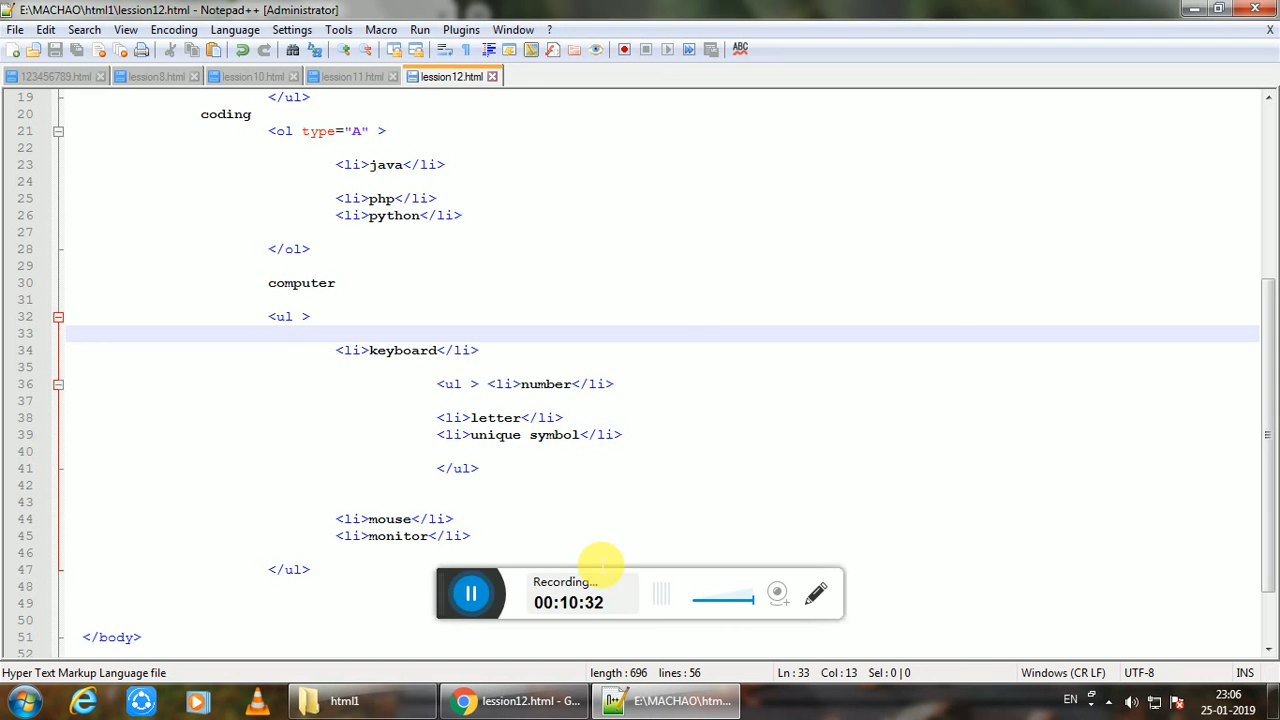 E:\MACHAO\html1\lession12.html - Notepad++ [Administrator]
File Edit Search View Encoding Language Settings Tools Macro Run Plugins Window ? X
ABC
123456789.html lession8.html lession10.html lession11.html lession12.html
19 </ul>
20 coding
21 <ol type="A" >
22
23 <li>java</li>
24
25 <li>php</li>
26 <li>python</li>
27
28 </ol>
29
30 computer
31
32 <ul >
33
34 <li>keyboard</li>
35
36 <ul > <li>number</li>
37
38 <li>letter</li>
39 <li>unique symbol</li>
40
41 </ul>
42
43
44 <li>mouse</li>
45 <li>monitor</li>
46
47 </ul>
48
49
50
51 </body>
52
Recording...
00:10:32
Hyper Text Markup Language file length : 696 lines : 56 Ln : 33 Col : 13 Sel : 0 | 0 Windows (CR LF) UTF-8 INS
html1 lession12.html - G... E:\MACHAO\htm... EN 23:06
25-01-2019